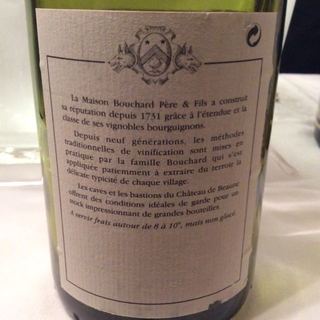 La Maison Bouchard Père & Fils a construit
sa réputation depuis 1731 grâce à l'étendue et la
classe de ses vignobles bourguignons.
Depuis neuf générations, les méthodes
traditionnelles de vinification sont mises en
pratique par la famille Bouchard qui s'est
appliquée patiemment à extraire du terroir la
délicate typicité de chaque village.
Les caves et les bastions du Château de Beaune
offrent des conditions idéales de garde pour un
stock impressionnant de grandes bouteilles.
A servir frais autour de 8 à 10°, mais non glacé.